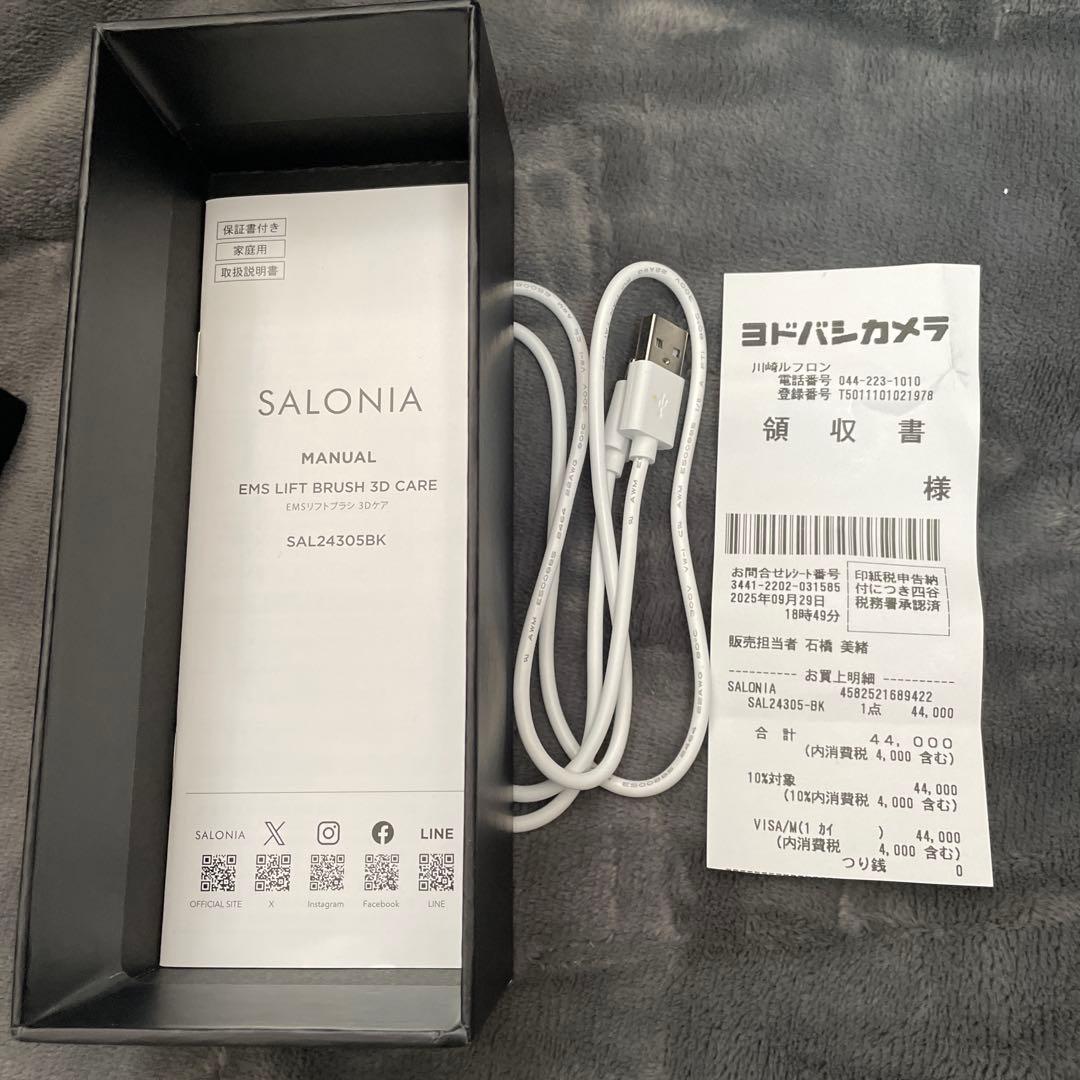 保証書付き
家庭用
取扱説明書
SALONIA
MANUAL
EMS LIFT BRUSH 3D CARE
EMSリフトブラシ 3Dケア
SAL24305BK
SALONIA
LINE
OFFICIAL SITE
X
Instagram
Facebook
LINE
ヨドバシカメラ
川崎ルフロン
電話番号 044-223-1010
登録番号 T5011101021978
領 収 書
様
お問合せレシート番号
3441-2202-031585
2025年09月29日
18時49分
印紙税申告納
付につき四谷
税務署承認済
販売担当者 石橋 美緒
---------- お買上明細 ----------
SALONIA 4582521689422
SAL24305-BK 1点 44,000
合 計 44,000
(内消費税 4,000 含む)
10%対象 44,000
(10%内消費税 4,000 含む)
VISA/M(1 カイ ) 44,000
(内消費税 4,000 含む)
つり銭 0